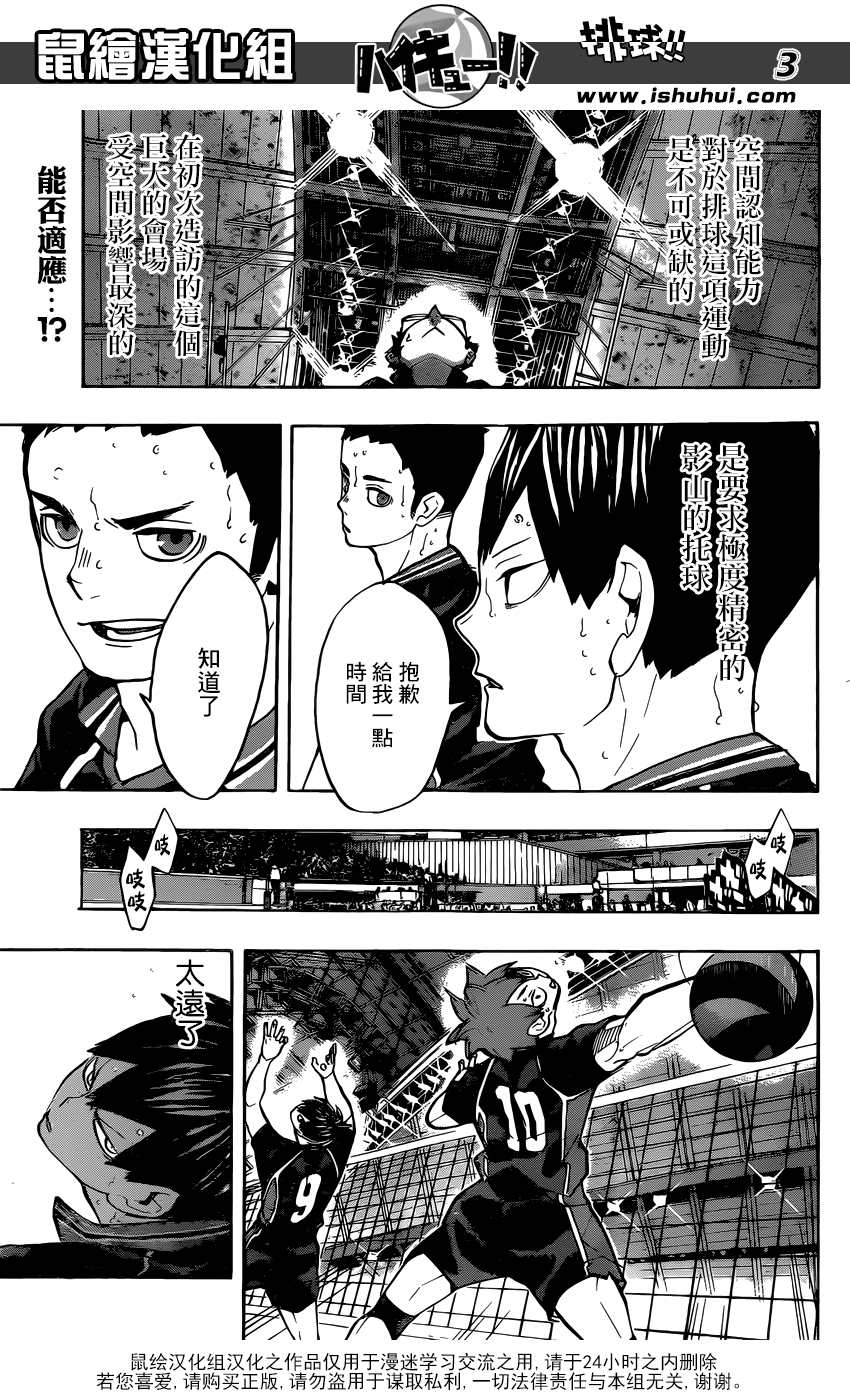 鼠繪漢化組
ハイキュー!!
排球!!
3
www.ishuhui.com
空間認知能力
對於排球這項運動
是不可或缺的
在初次造訪的這個
巨大的會場
受空間影響最深的
能否適應…!?
是要求極度精密的
影山的托球
抱歉
給我一點
時間
知道了
吱
吱
吱
吱吱
太遠了
10
9
鼠绘汉化组汉化之作品仅用于漫迷学习交流之用,请于24小时之内删除
若您喜爱,请购买正版,请勿盗用于谋取私利,一切法律责任与本组无关,谢谢。